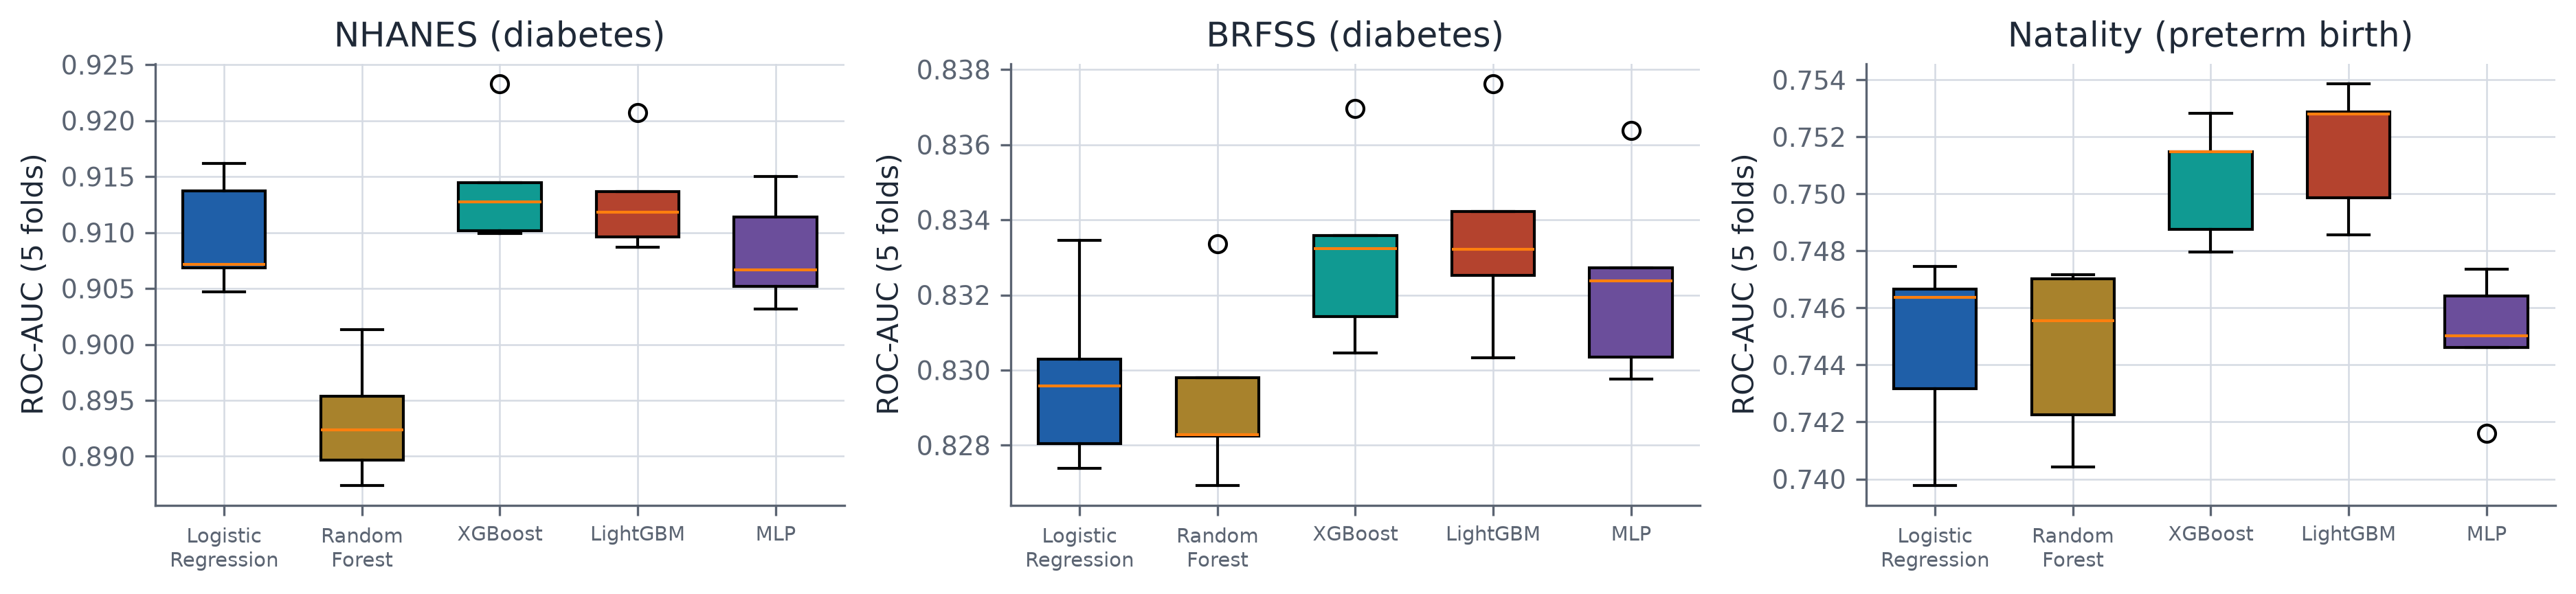 NHANES (diabetes)
ROC-AUC (5 folds)
0.925
0.920
0.915
0.910
0.905
0.900
0.895
0.890
Logistic
Regression
Random
Forest
XGBoost
LightGBM
MLP
BRFSS (diabetes)
ROC-AUC (5 folds)
0.838
0.836
0.834
0.832
0.830
0.828
Logistic
Regression
Random
Forest
XGBoost
LightGBM
MLP
Natality (preterm birth)
ROC-AUC (5 folds)
0.754
0.752
0.750
0.748
0.746
0.744
0.742
0.740
Logistic
Regression
Random
Forest
XGBoost
LightGBM
MLP